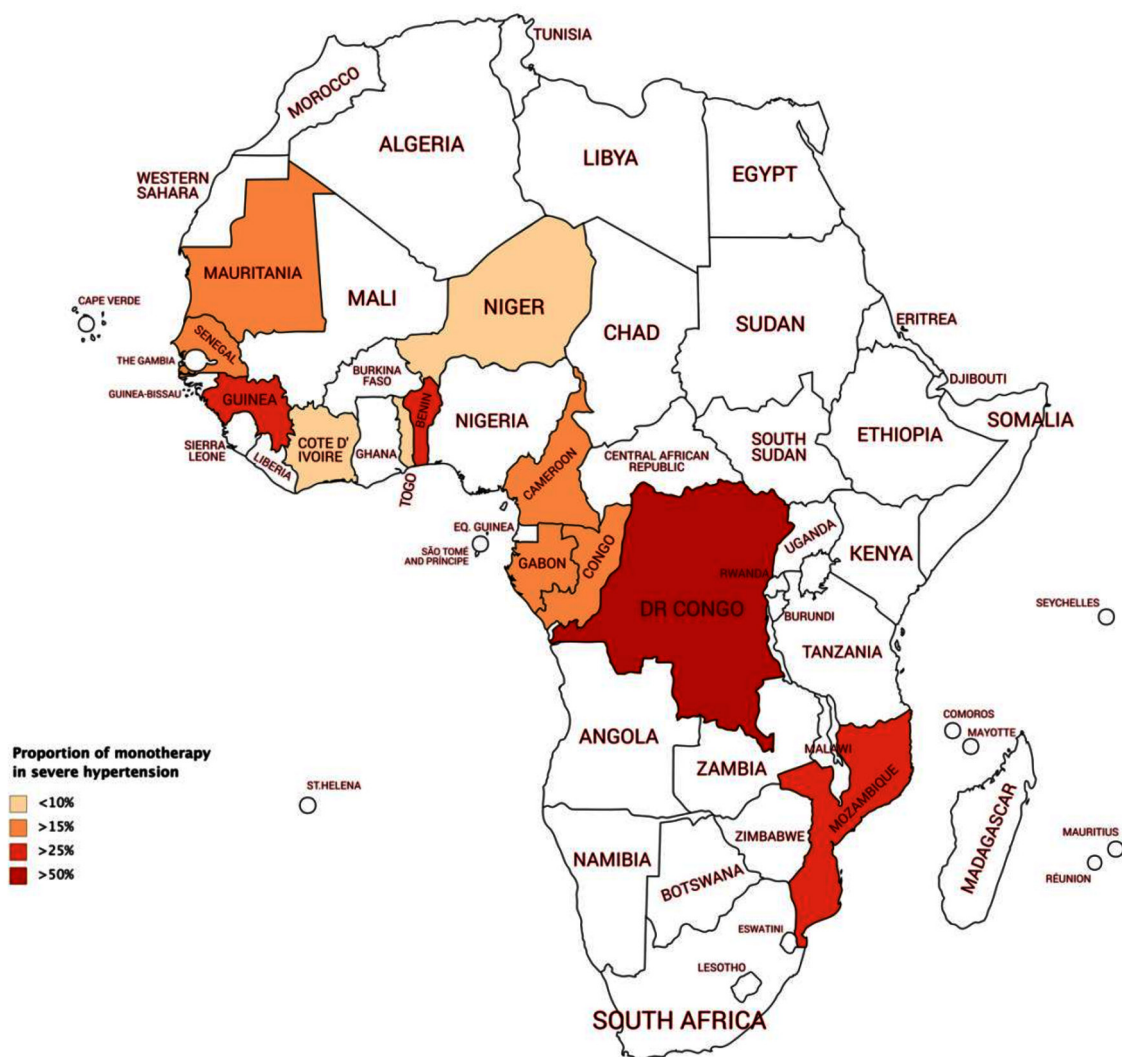 TUNISIA
MOROCCO
ALGERIA
LIBYA
EGYPT
WESTERN
SAHARA
MAURITANIA
MALI
NIGER
CHAD
SUDAN
ERITREA
CAPE VERDE
SENEGAL
THE GAMBIA
GUINEA-BISSAU
GUINEA
BURKINA
FASO
BENIN
NIGERIA
DJIBOUTI
SOMALIA
ETHIOPIA
SOUTH
SUDAN
CENTRAL AFRICAN
REPUBLIC
SIERRA
LEONE
LIBERIA
COTE D'
IVOIRE
GHANA
TOGO
CAMEROON
EQ. GUINEA
SÃO TOMÉ
AND PRÍNCIPE
GABON
CONGO
UGANDA
KENYA
RWANDA
DR CONGO
BURUNDI
TANZANIA
SEYCHELLES
COMOROS
MAYOTTE
ANGOLA
ZAMBIA
MALAWI
MOZAMBIQUE
MADAGASCAR
MAURITIUS
RÉUNION
ST.HELENA
ZIMBABWE
NAMIBIA
BOTSWANA
ESWATINI
LESOTHO
SOUTH AFRICA
Proportion of monotherapy
in severe hypertension
<10%
>15%
>25%
>50%